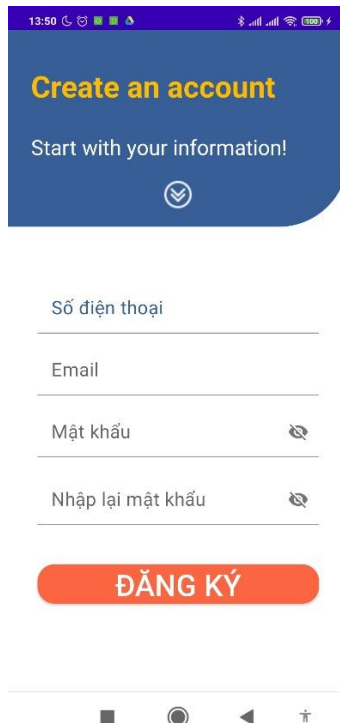 13:50
100
Create an account
Start with your information!
Số điện thoại
Email
Mật khẩu
Nhập lại mật khẩu
ĐĂNG KÝ